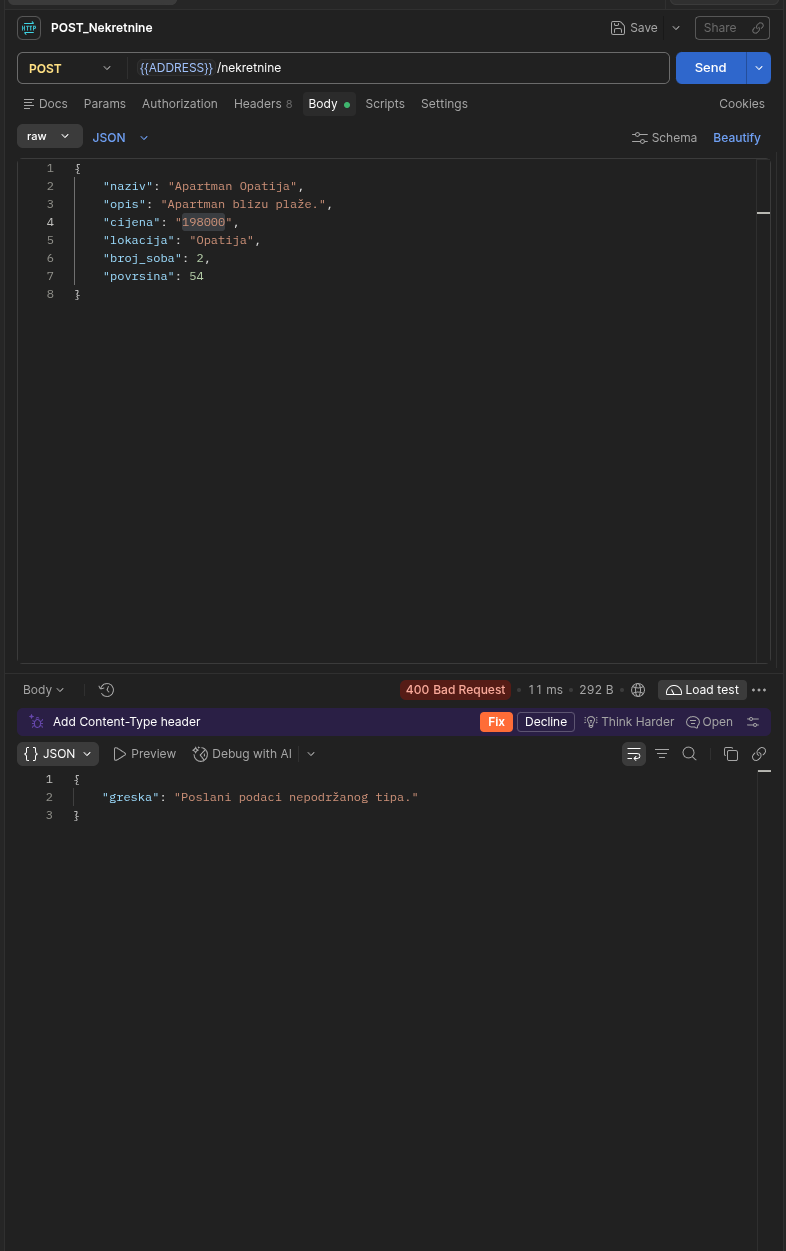 HTTP POST_Nekretnine Save Share
POST {{ADDRESS}} /nekretnine Send
Docs Params Authorization Headers 8 Body Scripts Settings Cookies
raw JSON Schema Beautify
1 {
2 "naziv": "Apartman Opatija",
3 "opis": "Apartman blizu plaže.",
4 "cijena": "198000",
5 "lokacija": "Opatija",
6 "broj_soba": 2,
7 "povrsina": 54
8 }
Body 400 Bad Request • 11 ms • 292 B • Load test
Add Content-Type header Fix Decline Think Harder Open
{ } JSON Preview Debug with AI
1 {
2 "greska": "Poslani podaci nepodržanog tipa."
3 }